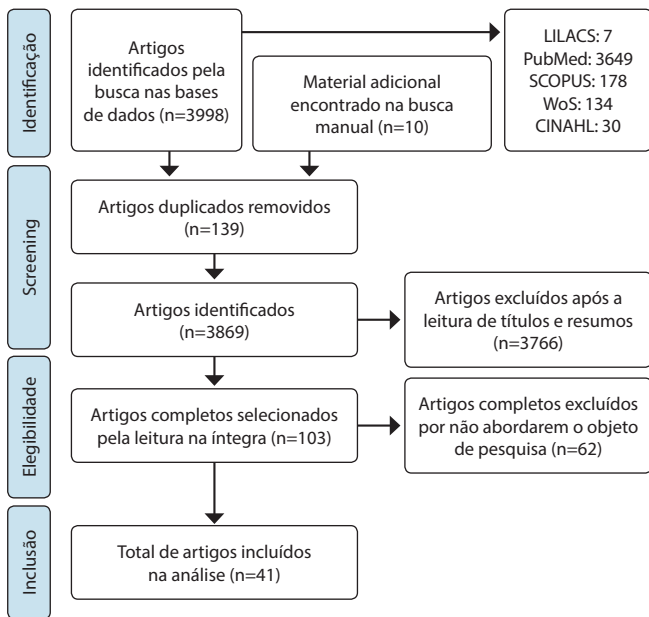 Identificação
Artigos
identificados pela
busca nas bases
de dados (n=3998)
Material adicional
encontrado na busca
manual (n=10)
LILACS: 7
PubMed: 3649
SCOPUS: 178
WoS: 134
CINAHL: 30
Screening
Artigos duplicados removidos
(n=139)
Artigos identificados
(n=3869)
Artigos excluídos após a
leitura de títulos e resumos
(n=3766)
Elegibilidade
Artigos completos selecionados
pela leitura na íntegra (n=103)
Artigos completos excluídos
por não abordarem o objeto
de pesquisa (n=62)
Inclusão
Total de artigos incluídos
na análise (n=41)